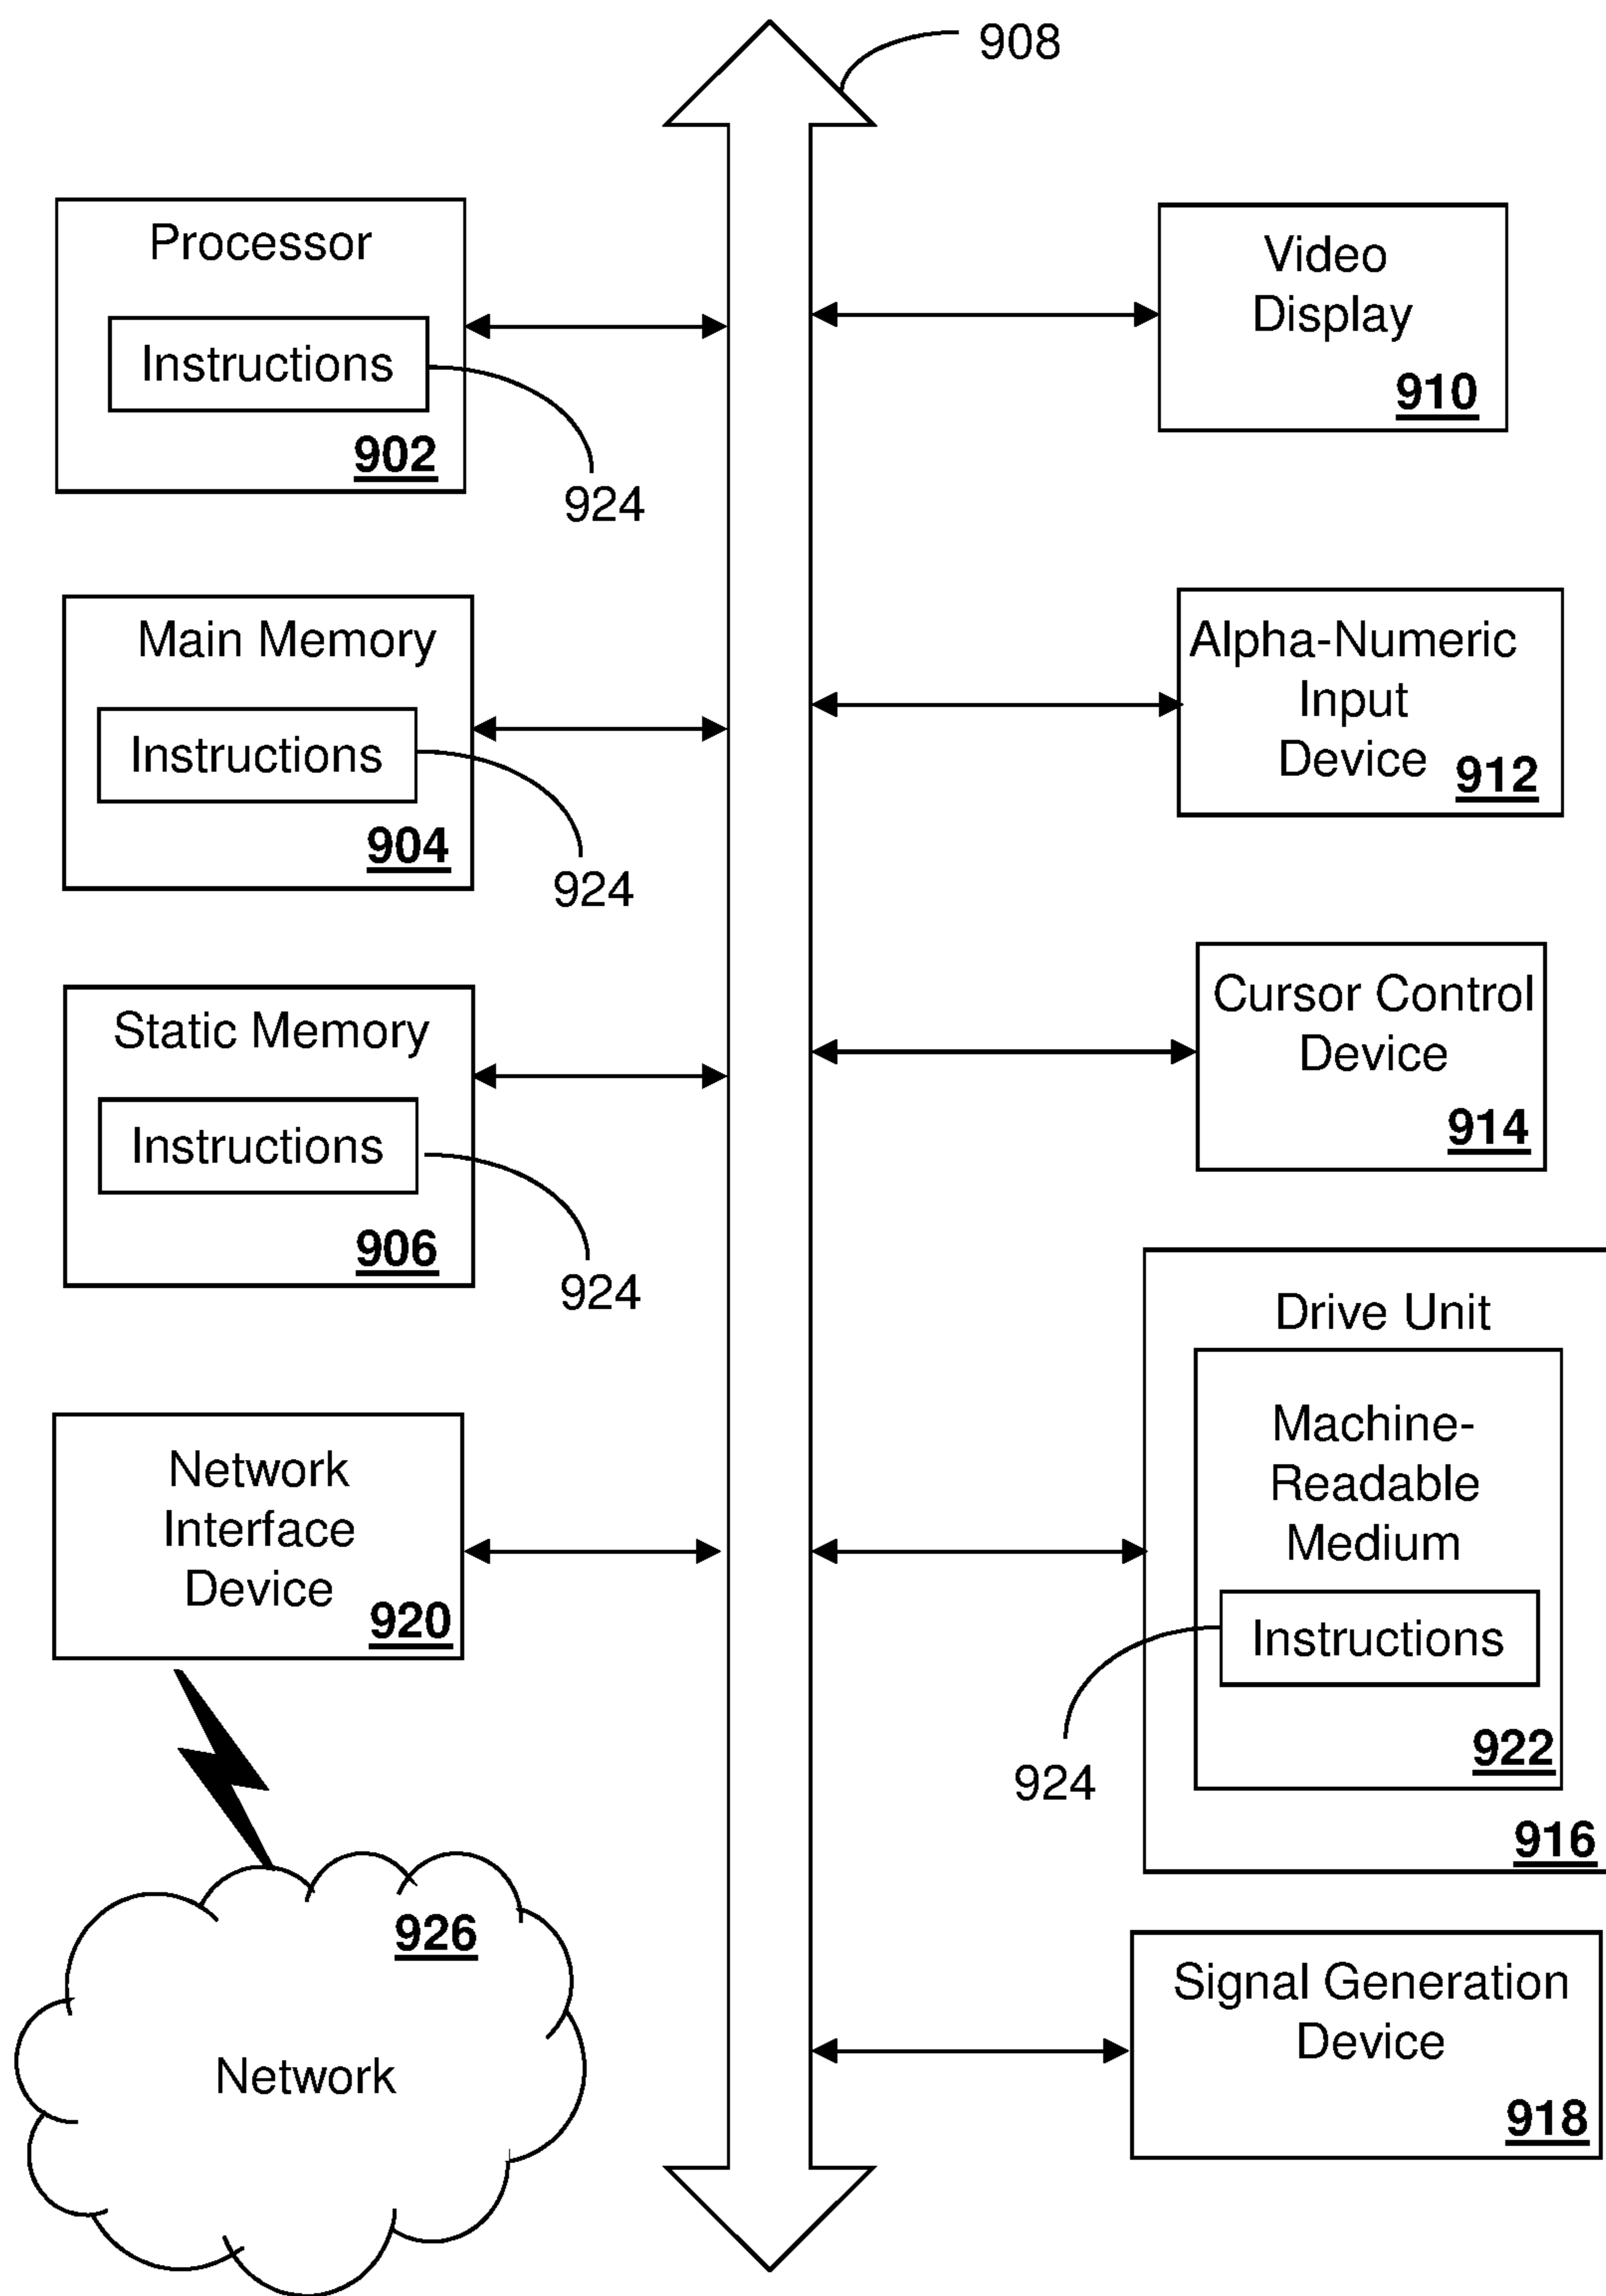 908
Processor
Instructions
902
924
Main Memory
Instructions
904
924
Static Memory
Instructions
906
924
Network
Interface
Device
920
926
Network
Video
Display
910
Alpha-Numeric
Input
Device
912
Cursor Control
Device
914
Drive Unit
Machine-
Readable
Medium
Instructions
922
924
916
Signal Generation
Device
918